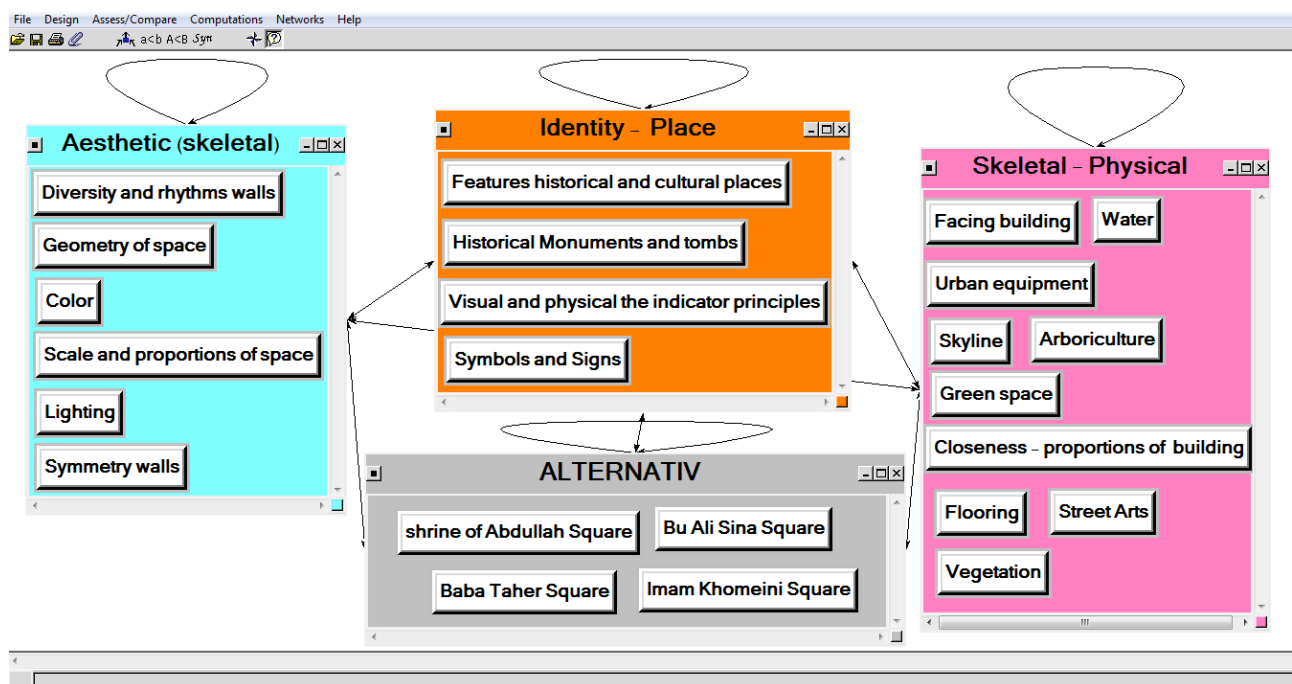 File Design Assess/Compare Computations Networks Help
a<b A<B Syn
Aesthetic (skeletal)
Diversity and rhythms walls
Geometry of space
Color
Scale and proportions of space
Lighting
Symmetry walls
Identity - Place
Features historical and cultural places
Historical Monuments and tombs
Visual and physical the indicator principles
Symbols and Signs
Skeletal - Physical
Facing building
Water
Urban equipment
Skyline
Arboriculture
Green space
Closeness - proportions of building
Flooring
Street Arts
Vegetation
ALTERNATIV
shrine of Abdullah Square
Bu Ali Sina Square
Baba Taher Square
Imam Khomeini Square